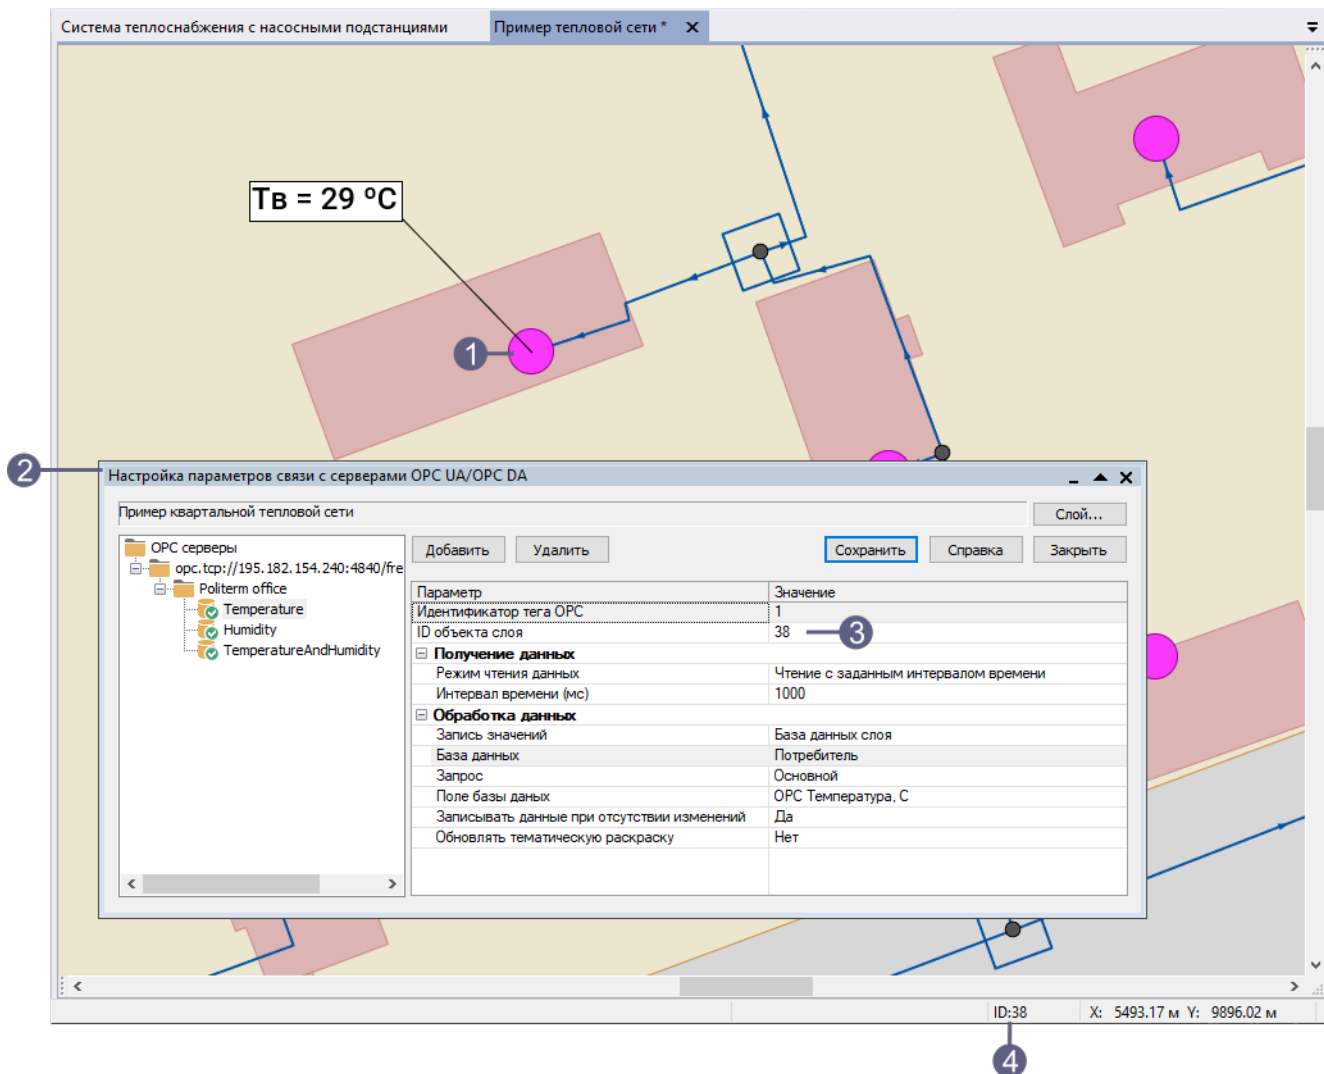 Система теплоснабжения с насосными подстанциями
Пример тепловой сети *
Тв = 29 ºC
1
2
Настройка параметров связи с серверами OPC UA/OPC DA
Пример квартальной тепловой сети
Слой...
OPC серверы
opc.tcp://195.182.154.240:4840/fre
Politerm office
Temperature
Humidity
TemperatureAndHumidity
Добавить
Удалить
Сохранить
Справка
Закрыть
Параметр Значение
Идентификатор тега OPC 1
ID объекта слоя 38
3
Получение данных
Режим чтения данных Чтение с заданным интервалом времени
Интервал времени (мс) 1000
Обработка данных
Запись значений База данных слоя
База данных Потребитель
Запрос Основной
Поле базы даных OPC Температура, С
Записывать данные при отсутствии изменений Да
Обновлять тематическую раскраску Нет
ID:38
X: 5493.17 м Y: 9896.02 м
4